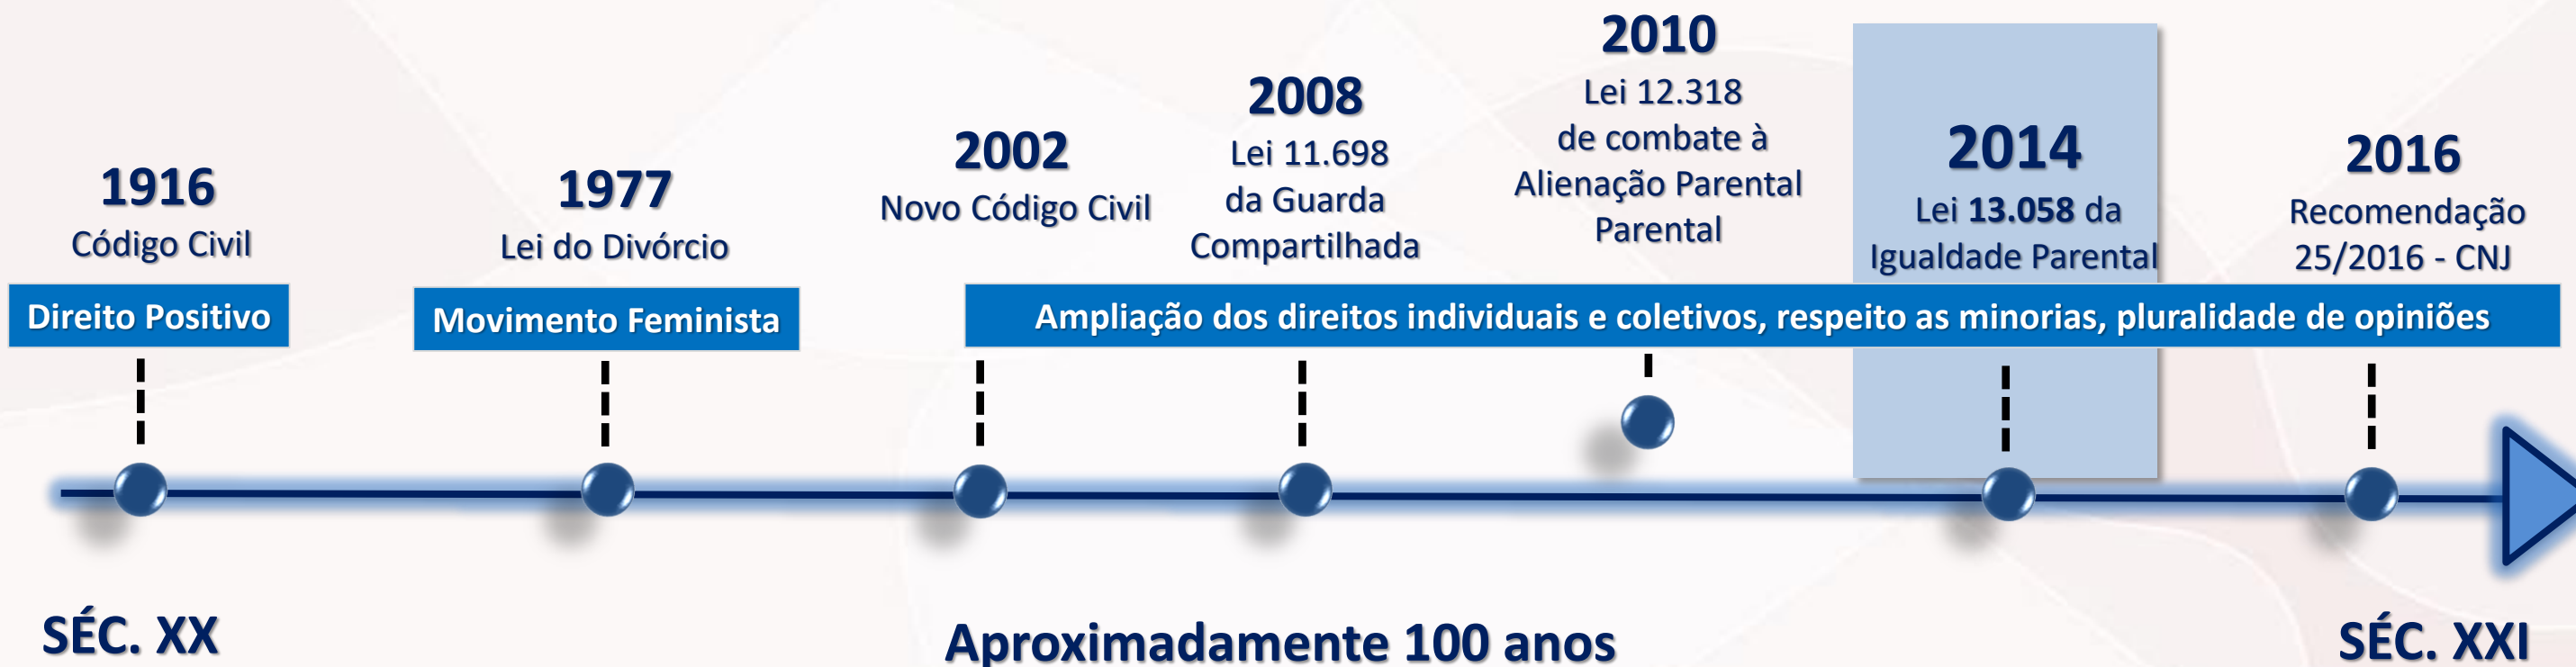 1916
Código Civil
Direito Positivo
1977
Lei do Divórcio
Movimento Feminista
2002
Novo Código Civil
2008
Lei 11.698
da Guarda
Compartilhada
2010
Lei 12.318
de combate à
Alienação Parental
Parental
2014
Lei 13.058 da
Igualdade Parental
2016
Recomendação
25/2016 - CNJ
Ampliação dos direitos individuais e coletivos, respeito as minorias, pluralidade de opiniões
SÉC. XX
Aproximadamente 100 anos
SÉC. XXI